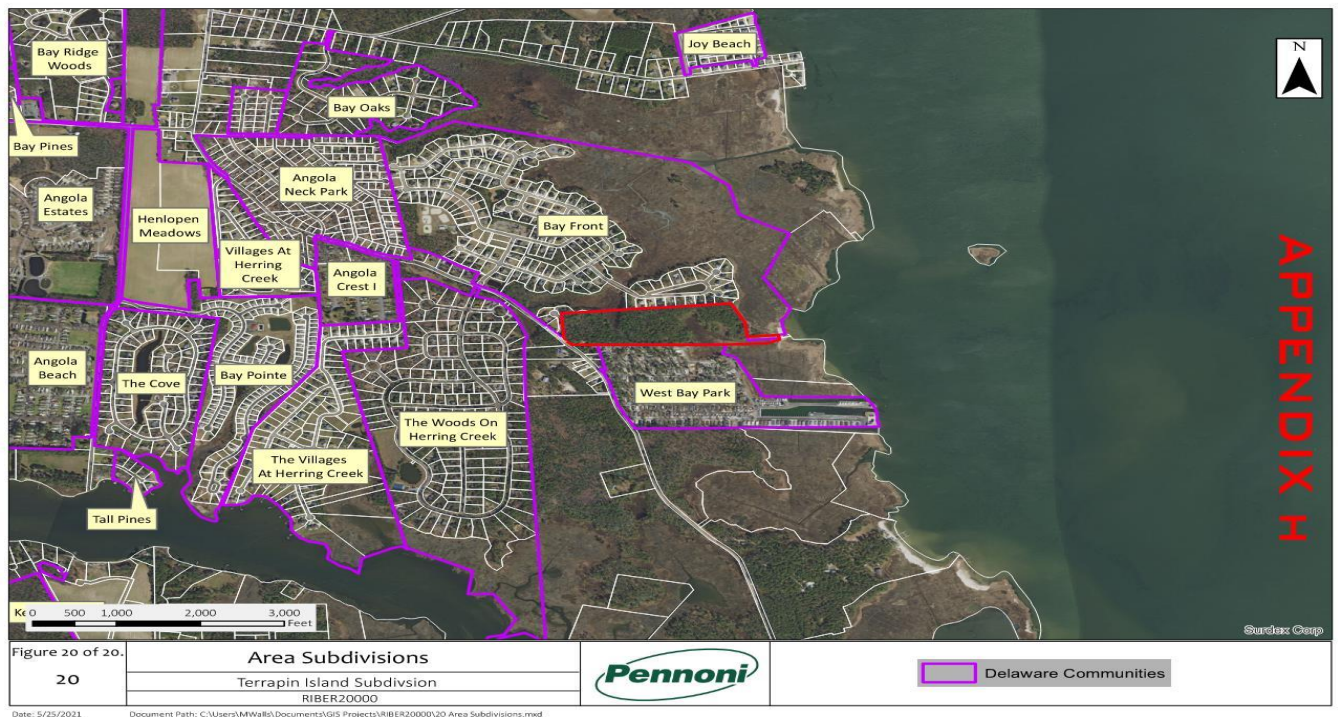 Bay Ridge
Woods
Joy Beach
N
Bay Oaks
Bay Pines
Angola
Neck Park
Angola
Estates
Henlopen
Meadows
Bay Front
Villages At
Herring
Creek
Angola
Crest I
APPENDIX H
Angola
Beach
The Cove
Bay Pointe
West Bay Park
The Woods On
Herring Creek
The Villages
At Herring Creek
Tall Pines
0 500 1,000 2,000 3,000
Feet
Surdex Corp
Figure 20 of 20.
20
Area Subdivisions
Terrapin Island Subdivsion
RIBER20000
Pennoni
Delaware Communities
Date: 5/25/2021 Document Path: C:\Users\MWalls\Documents\GIS Projects\RIBER20000\20 Area Subdivisions.mxd